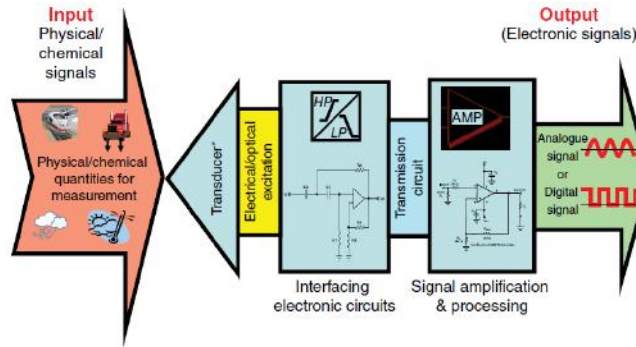 Input
Physical/
chemical
signals
Physical/chemical
quantities for
measurement
Transducer*
Electrical/optical
excitation
HP
LP
Interfacing
electronic circuits
Transmission
circuit
AMP
Signal amplification
& processing
Output
(Electronic signals)
Analogue
signal
or
Digital
signal